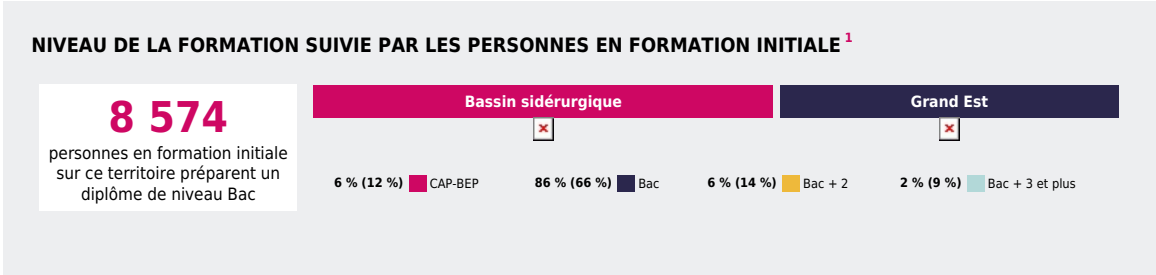 NIVEAU DE LA FORMATION SUIVIE PAR LES PERSONNES EN FORMATION INITIALE 1
8 574
personnes en formation initiale
sur ce territoire préparent un
diplôme de niveau Bac
Bassin sidérurgique
Grand Est
6 % (12 %) CAP-BEP
86 % (66 %) Bac
6 % (14 %) Bac + 2
2 % (9 %) Bac + 3 et plus